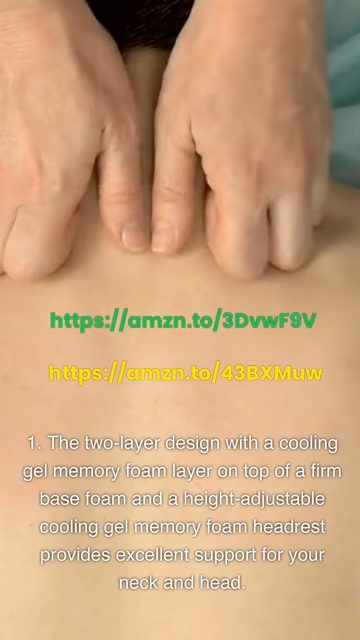 https://amzn.to/3DvwF9V
https://amzn.to/43BXMuw
1. The two-layer design with a cooling
gel memory foam layer on top of a firm
base foam and a height-adjustable
cooling gel memory foam headrest
provides excellent support for your
neck and head.